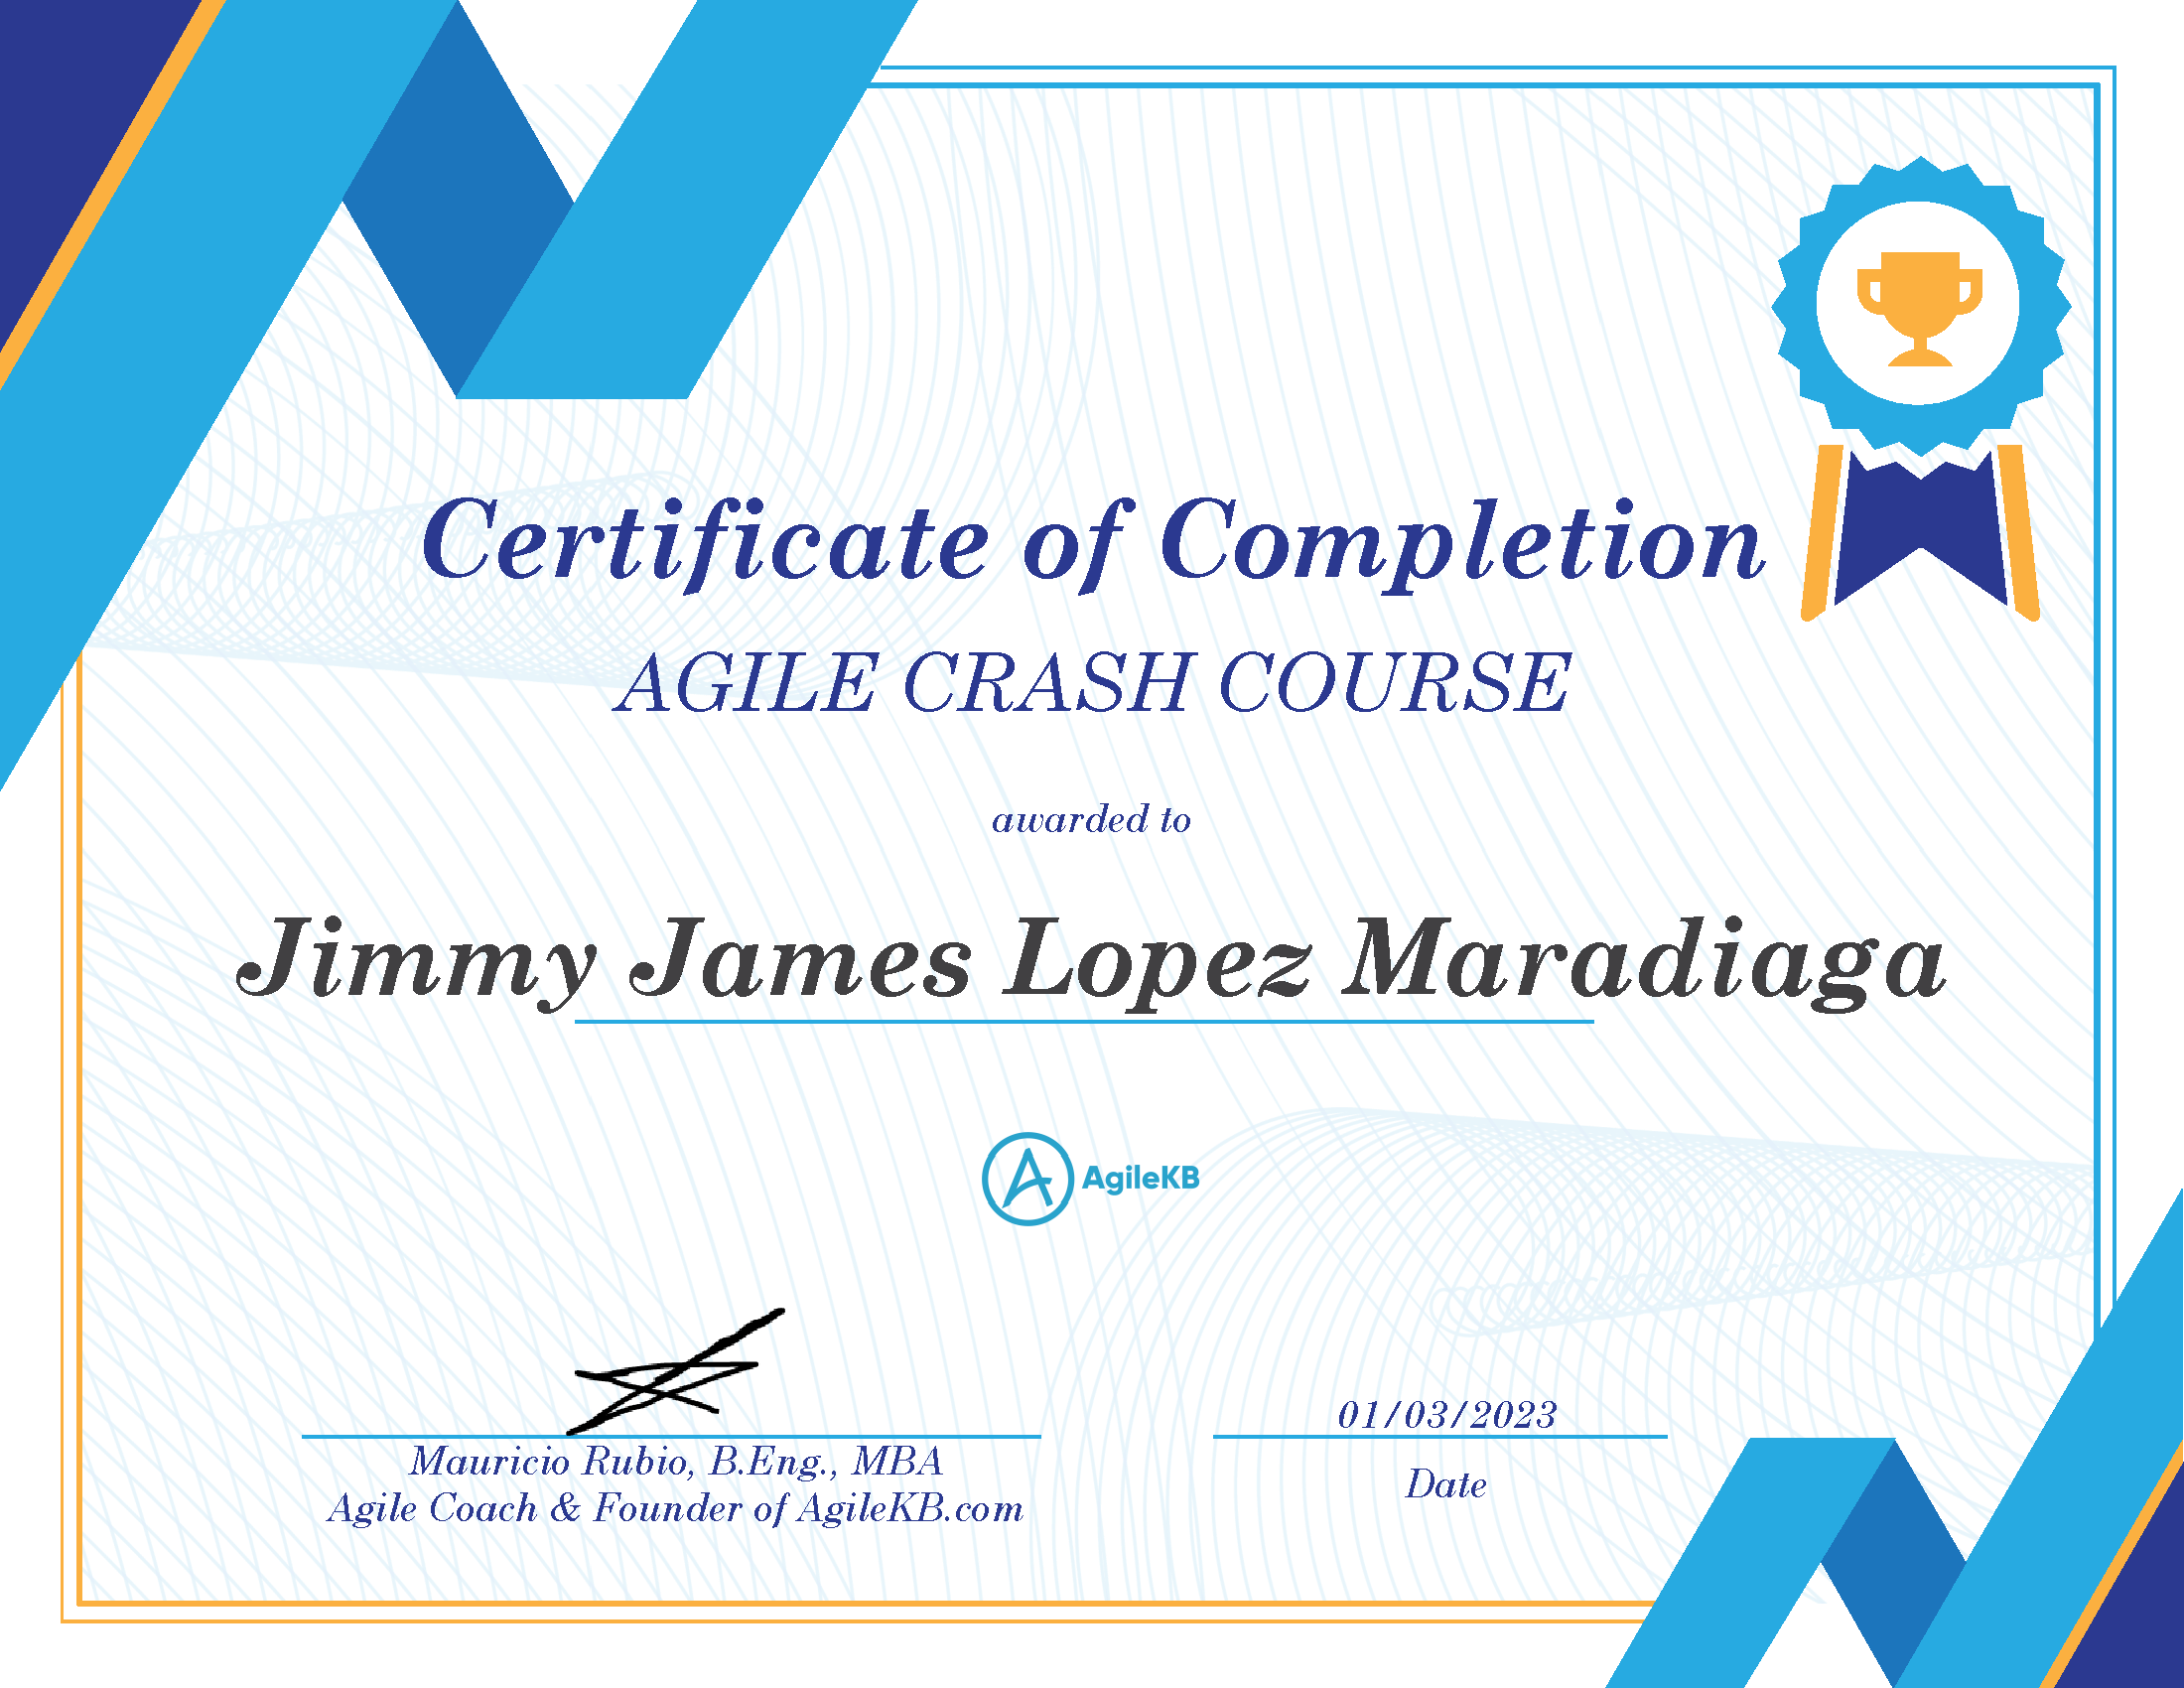 Certificate of Completion
AGILE CRASH COURSE
awarded to
Jimmy James Lopez Maradiaga
AgileKB
Mauricio Rubio, B.Eng., MBA
Agile Coach & Founder of AgileKB.com
01/03/2023
Date